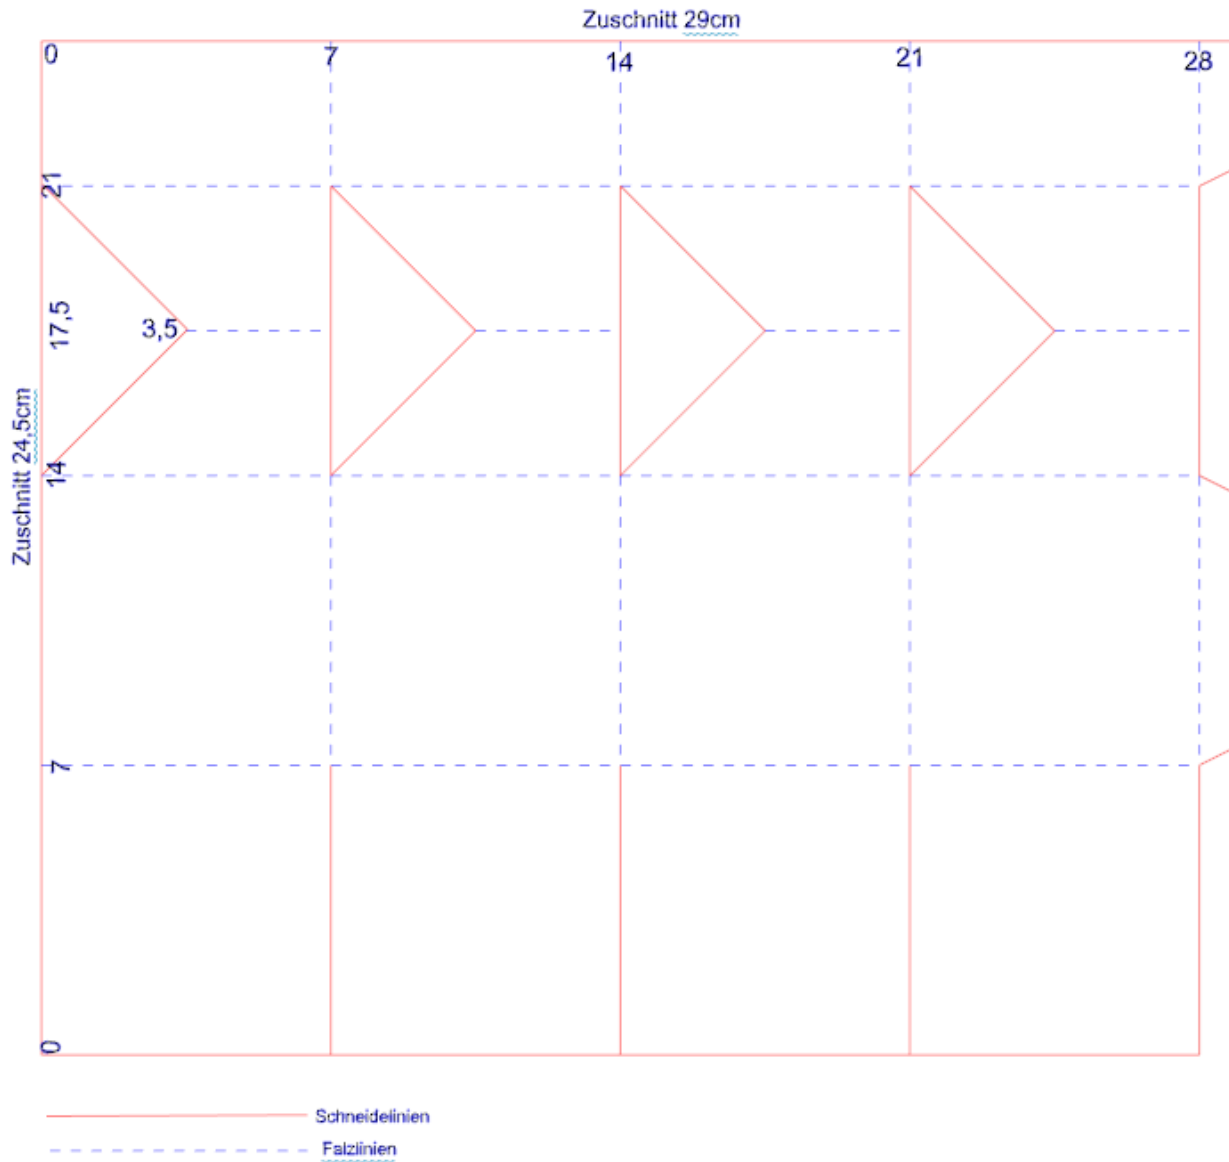 Zuschnitt 29cm
0
7
14
21
28
21
17,5
3,5
Zuschnitt 24,5cm
14
7
0
Schneidelinien
Falzlinien